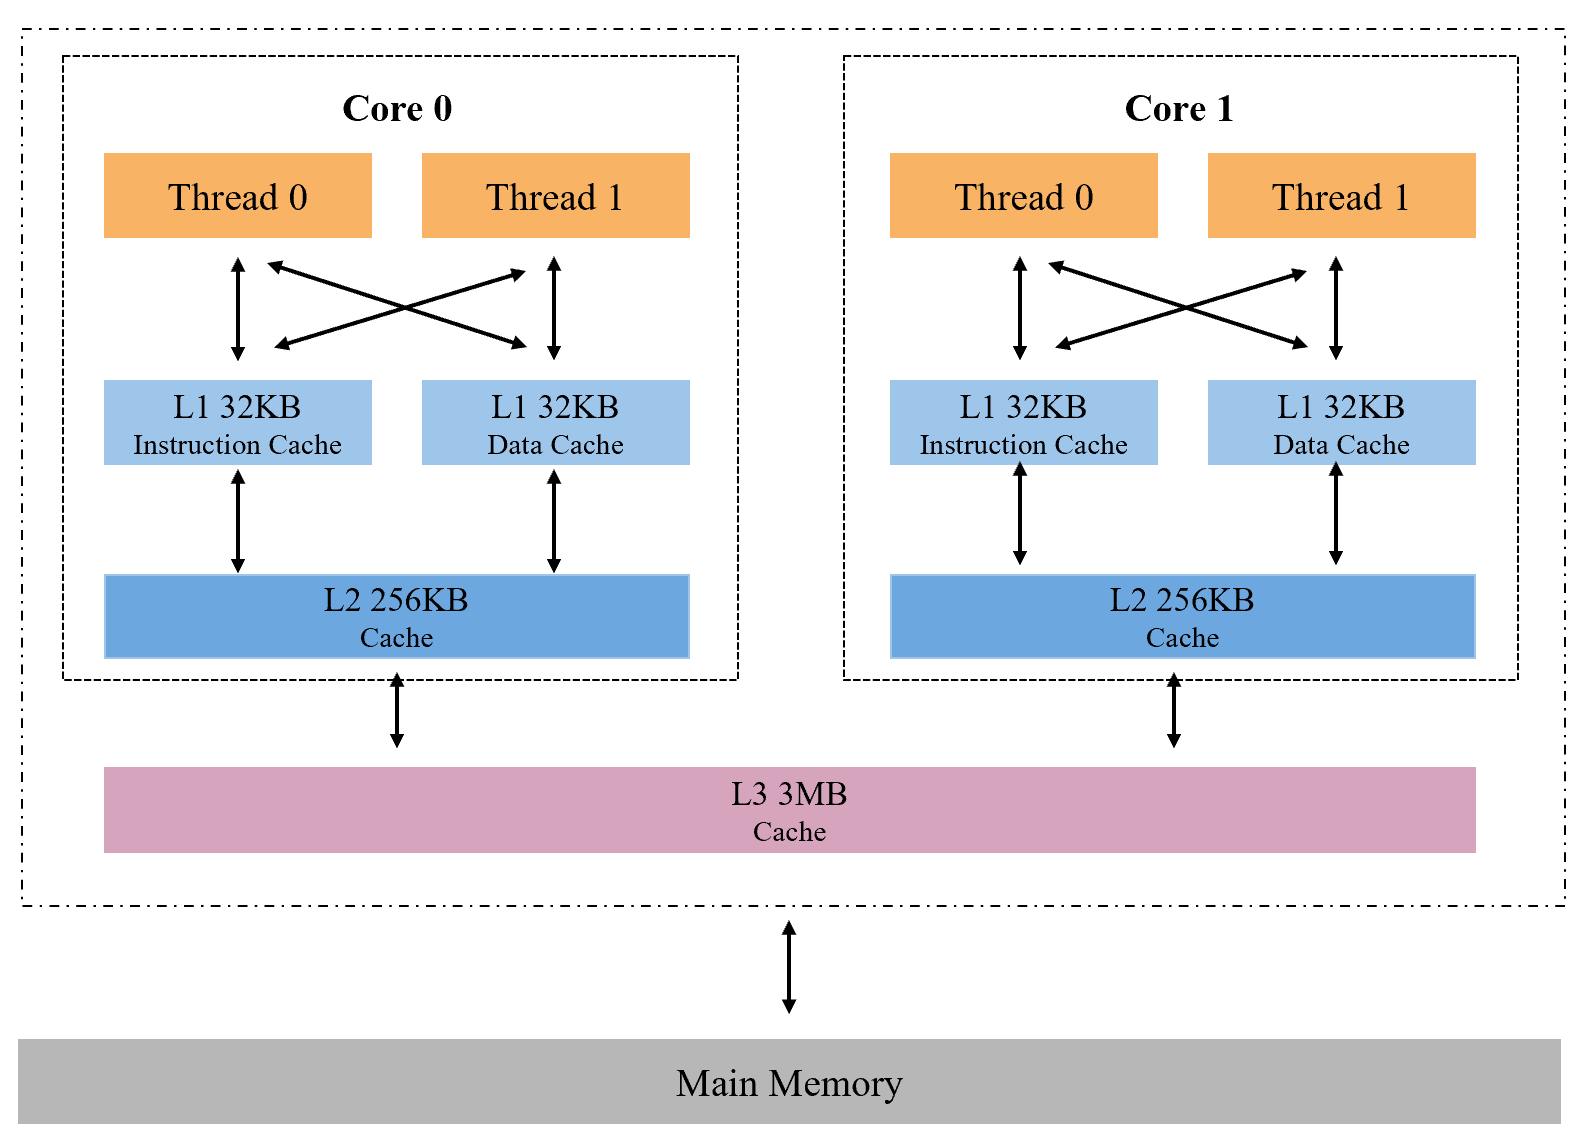 Core 0
Thread 0
Thread 1
L1 32KB
Instruction Cache
L1 32KB
Data Cache
L2 256KB
Cache
Core 1
Thread 0
Thread 1
L1 32KB
Instruction Cache
L1 32KB
Data Cache
L2 256KB
Cache
L3 3MB
Cache
Main Memory